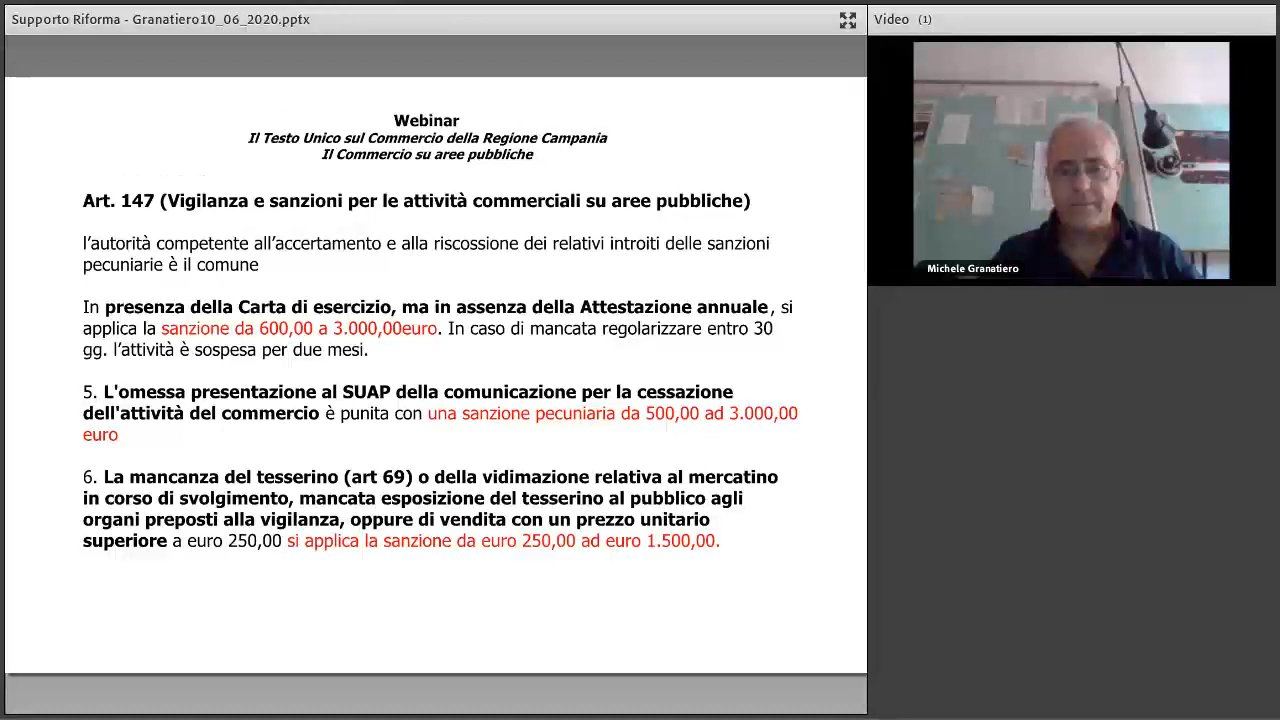 Supporto Riforma - Granatiero10_06_2020.pptx
Video (1)
Webinar
Il Testo Unico sul Commercio della Regione Campania
Il Commercio su aree pubbliche
Art. 147 (Vigilanza e sanzioni per le attività commerciali su aree pubbliche)
l’autorità competente all’accertamento e alla riscossione dei relativi introiti delle sanzioni
pecuniarie è il comune
In presenza della Carta di esercizio, ma in assenza della Attestazione annuale, si
applica la sanzione da 600,00 a 3.000,00euro. In caso di mancata regolarizzare entro 30
gg. l’attività è sospesa per due mesi.
5. L'omessa presentazione al SUAP della comunicazione per la cessazione
dell'attività del commercio è punita con una sanzione pecuniaria da 500,00 ad 3.000,00
euro
6. La mancanza del tesserino (art 69) o della vidimazione relativa al mercatino
in corso di svolgimento, mancata esposizione del tesserino al pubblico agli
organi preposti alla vigilanza, oppure di vendita con un prezzo unitario
superiore a euro 250,00 si applica la sanzione da euro 250,00 ad euro 1.500,00.
Michele Granatiero